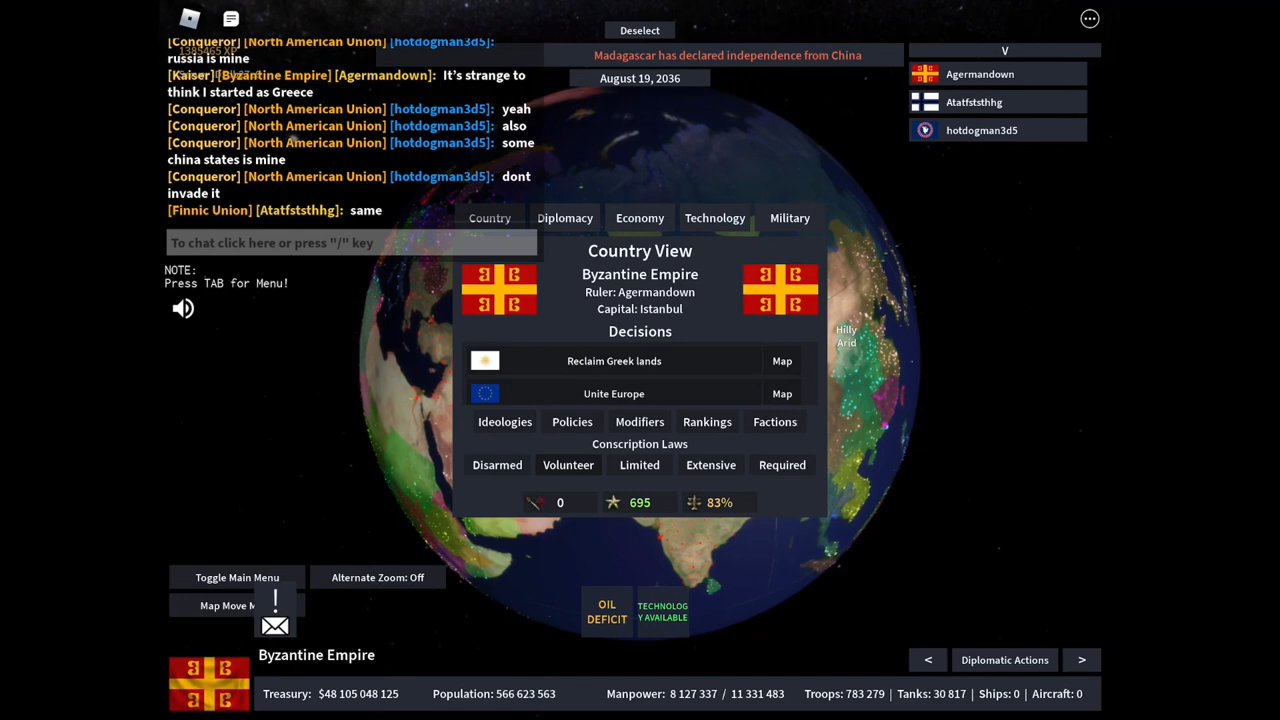 Deselect
[Conqueror] [North American Union] [hotdogman3d5]:
russia is mine
[Kaiser] [Byzantine Empire] [Agermandown]: It's strange to
think I started as Greece
[Conqueror] [North American Union] [hotdogman3d5]: yeah
[Conqueror] [North American Union] [hotdogman3d5]: also
[Conqueror] [North American Union] [hotdogman3d5]: some
china states is mine
[Conqueror] [North American Union] [hotdogman3d5]: dont
invade it
[Finnic Union] [Atatfststhhg]: same
To chat click here or press "/" key
NOTE:
Press TAB for Menu!
Madagascar has declared independence from China
August 19, 2036
V
Agermandown
Atatfststhhg
hotdogman3d5
Country Diplomacy Economy Technology Military
Country View
Byzantine Empire
Ruler: Agermandown
Capital: Istanbul
Decisions
Reclaim Greek lands Map
Unite Europe Map
Ideologies Policies Modifiers Rankings Factions
Conscription Laws
Disarmed Volunteer Limited Extensive Required
0 695 83%
Hilly
Arid
Toggle Main Menu Alternate Zoom: Off
Map Move M
!
OIL
DEFICIT
TECHNOLOG
Y AVAILABLE
Byzantine Empire
< Diplomatic Actions >
Treasury: $48 105 048 125 Population: 566 623 563 Manpower: 8 127 337 / 11 331 483 Troops: 783 279 | Tanks: 30 817 | Ships: 0 | Aircraft: 0